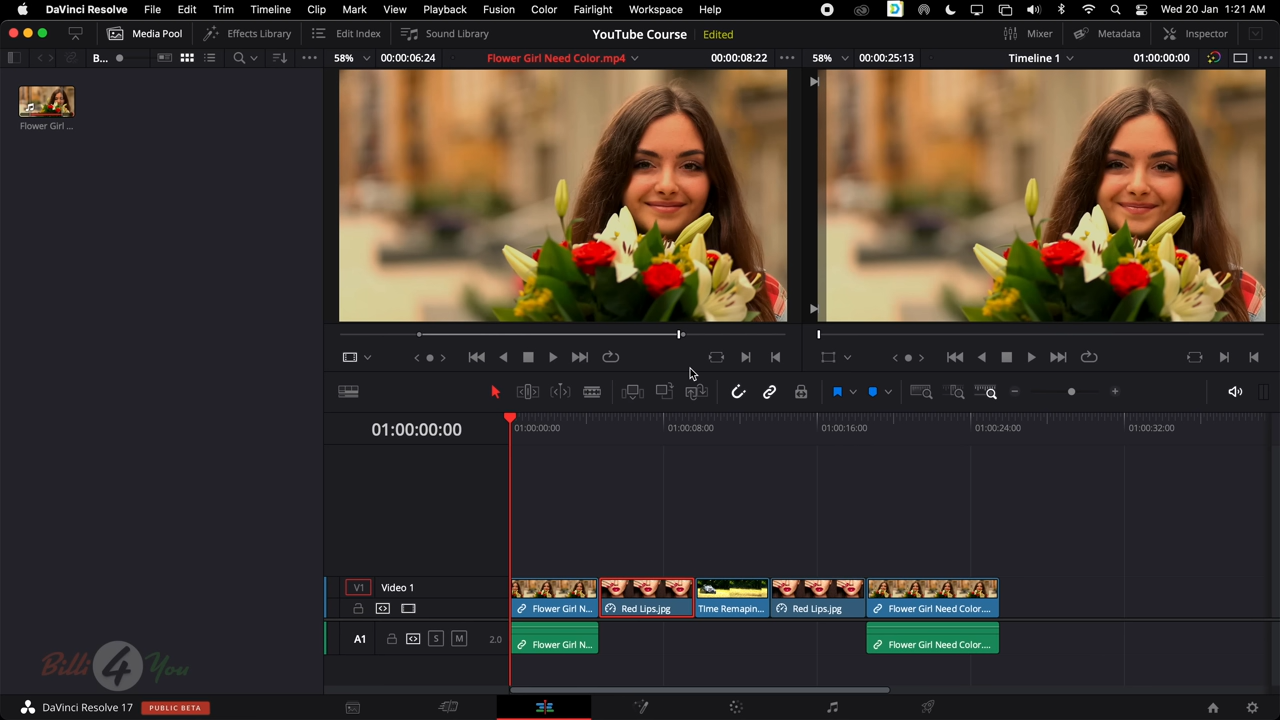 DaVinci Resolve File Edit Trim Timeline Clip Mark View Playback Fusion Color Fairlight Workspace Help Wed 20 Jan 1:21 AM
Media Pool Effects Library Edit Index Sound Library YouTube Course Edited Mixer Metadata Inspector
B... 58% 00:00:06:24 Flower Girl Need Color.mp4 00:00:08:22 58% 00:00:25:13 Timeline 1 01:00:00:00
Flower Girl ...
01:00:00:00 01:00:00:00 01:00:08:00 01:00:16:00 01:00:24:00 01:00:32:00
V1 Video 1
Flower Girl N... Red Lips.jpg TIme Remapin... Red Lips.jpg Flower Girl Need Color....
A1 S M 2.0 Flower Girl N... Flower Girl Need Color....
Billi 4 You
DaVinci Resolve 17 PUBLIC BETA